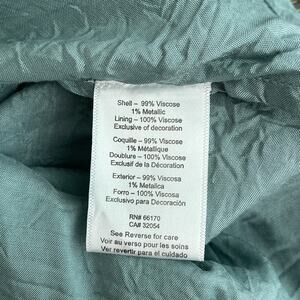 Shell – 99% Viscose
1% Metallic
Lining – 100% Viscose
Exclusive of decoration
Coquille – 99% Viscose
1% Métallique
Doublure – 100% Viscose
Exclusif de la Décoration
Exterior – 99% Viscosa
1% Metalica
Forro – 100% Viscosa
Exclusivo para Decoración
RN# 66170
CA# 32054
See Reverse for care
Voir au verso pour les soins
Ver revertir para el cuidado